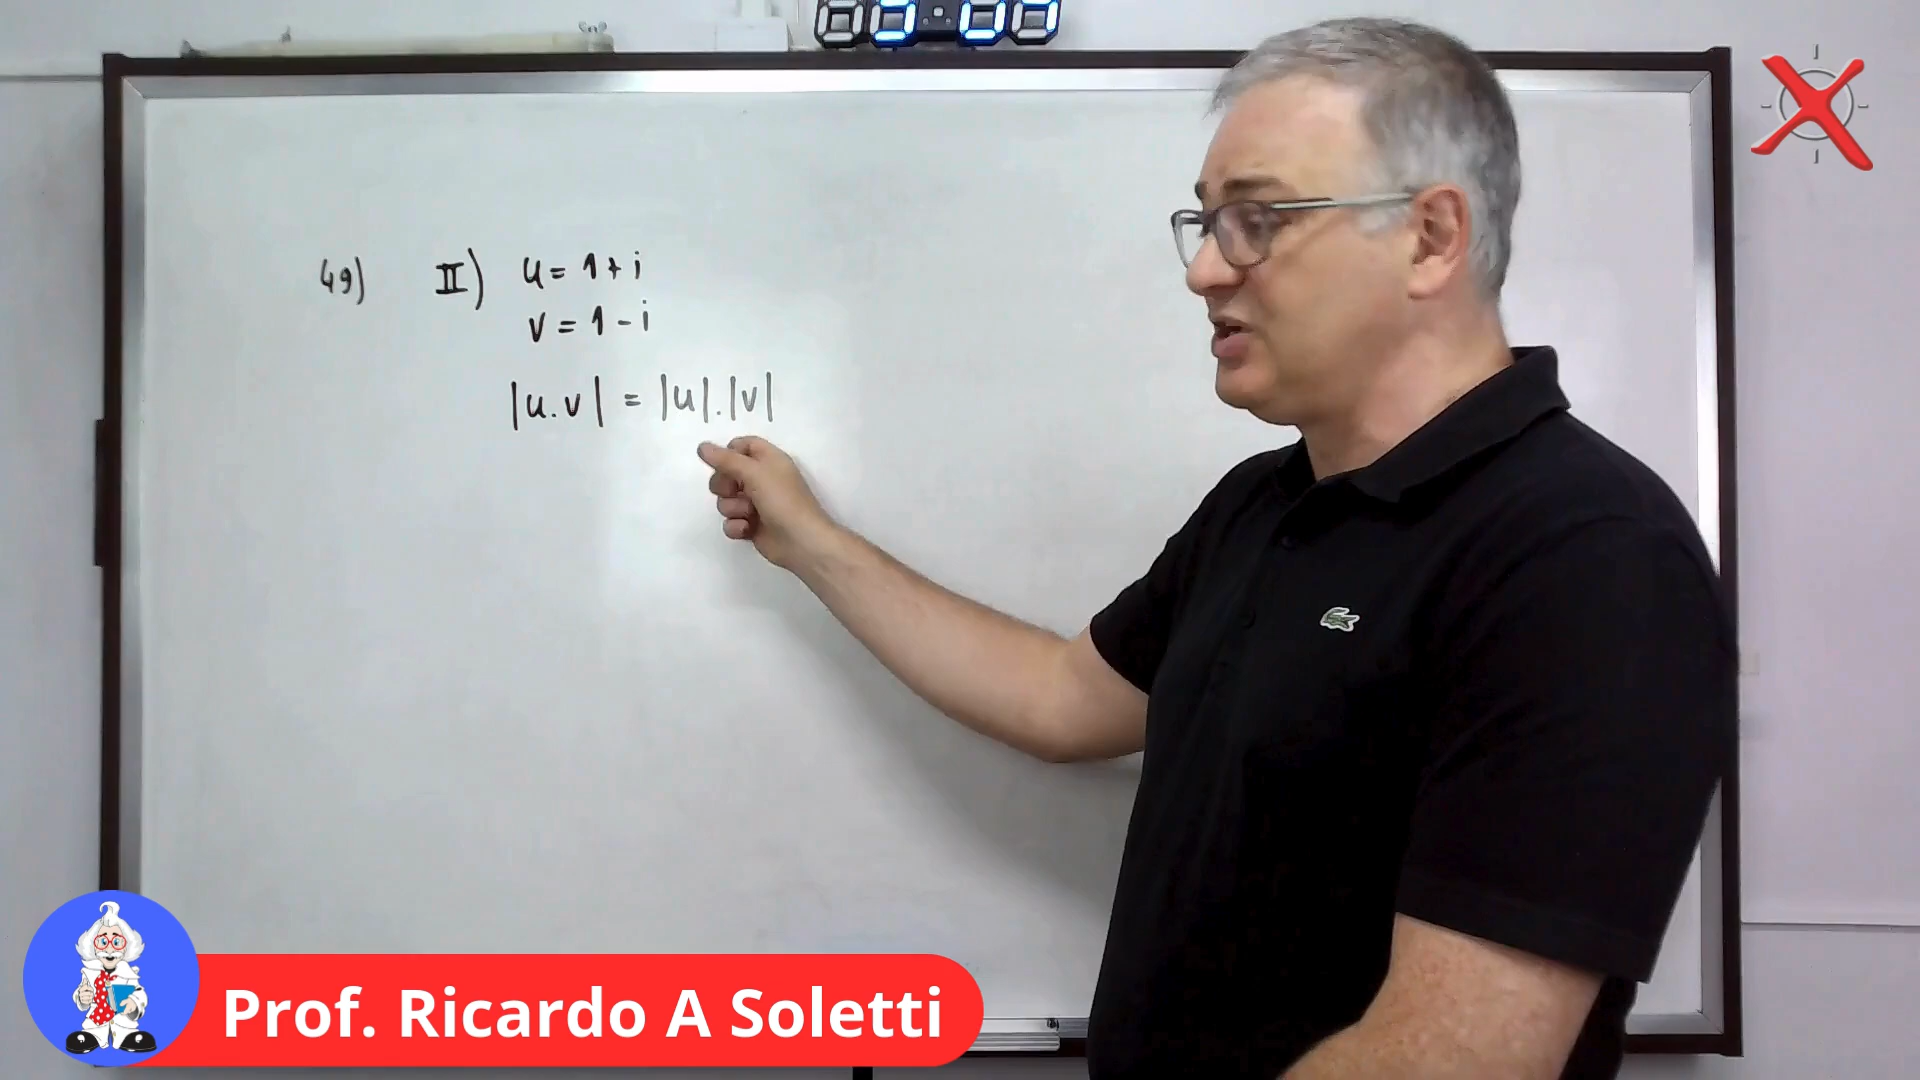 49) II) u = 1 + i
v = 1 - i
|u.v| = |u|.|v|
Prof. Ricardo A Soletti